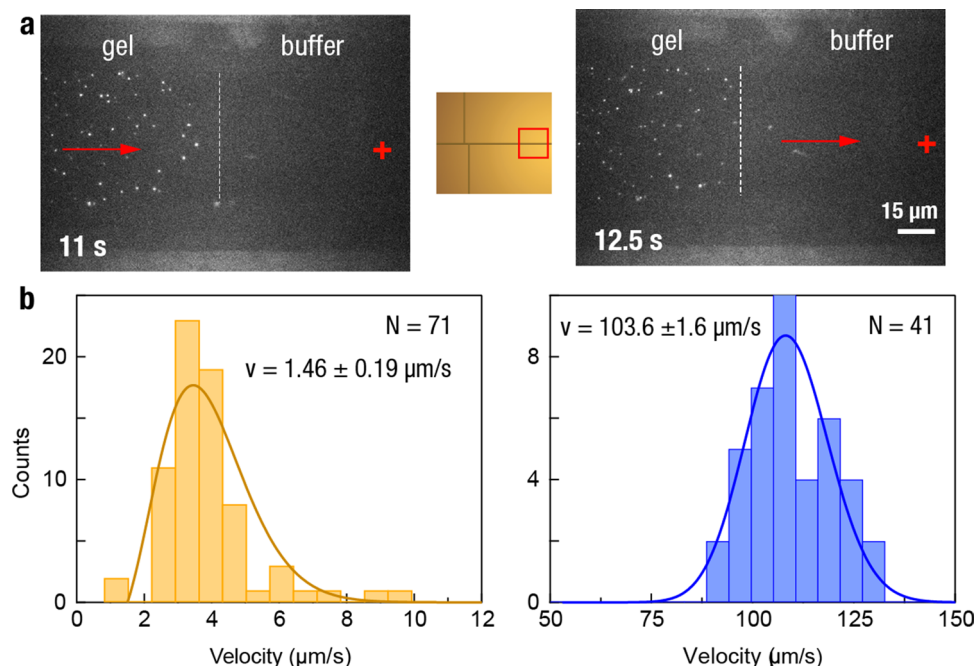 a
gel buffer
+
11 s
gel buffer
+
15 µm
12.5 s
b
N = 71
v = 1.46 ± 0.19 µm/s
20
10
0
Counts
0 2 4 6 8 10 12
Velocity (µm/s)
v = 103.6 ±1.6 µm/s N = 41
8
4
0
50 75 100 125 150
Velocity (µm/s)